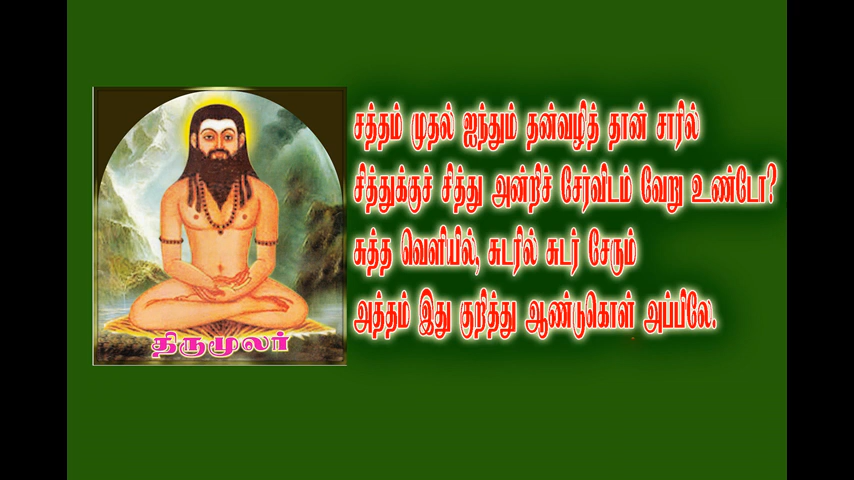 சத்தம் முதல் ஐந்தும் தன்வழித் தான் சாரில்
சித்துக்குச் சித்து அன்றிச் சேர்விடம் வேறு உண்டோ?
சுத்த வெளியில், சுடரில் சுடர் சேரும்
அத்தம் இது குறித்து ஆண்டுகொள் அப்பிலே.
திருமூலர்